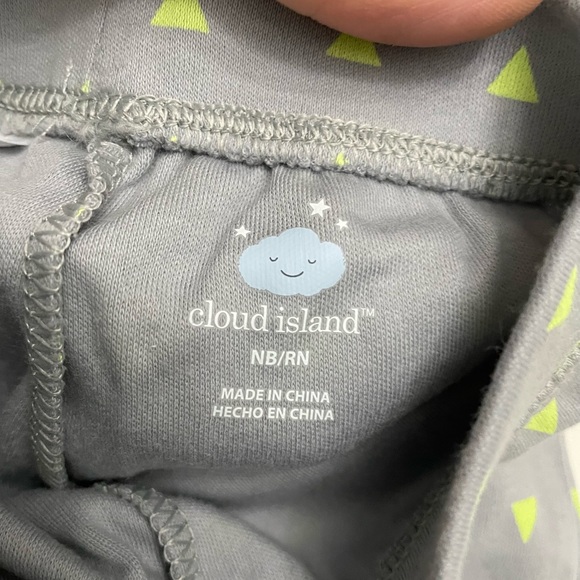 cloud island™
NB/RN
MADE IN CHINA
HECHO EN CHINA